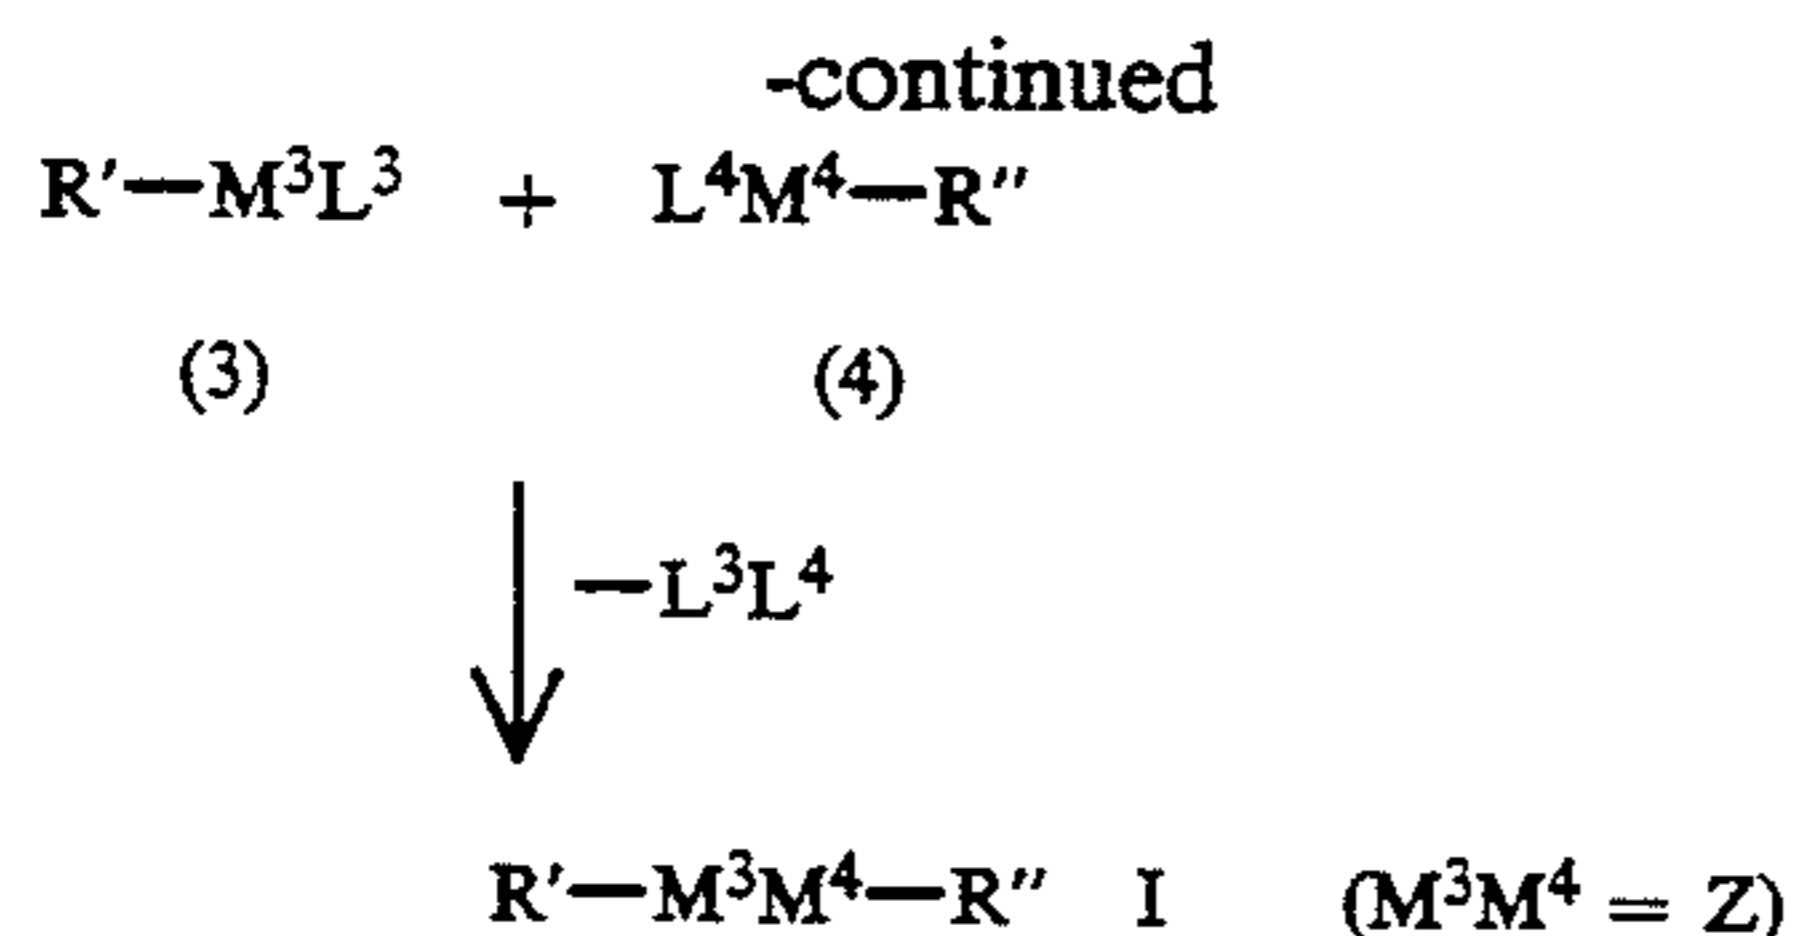 -continued
R′—M³L³ + L⁴M⁴—R″
(3) (4)
—L³L⁴
R′—M³M⁴—R″ I (M³M⁴ = Z)